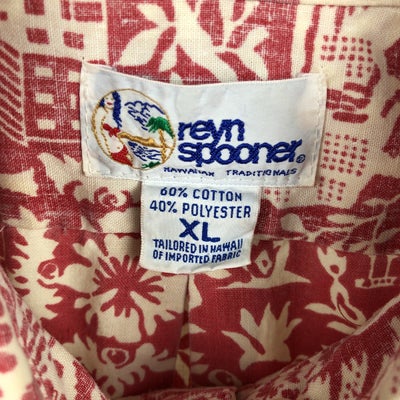 reyn
spooner®
HAWAIIAN TRADITIONALS
60% COTTON
40% POLYESTER
XL
TAILORED IN HAWAII
OF IMPORTED FABRIC